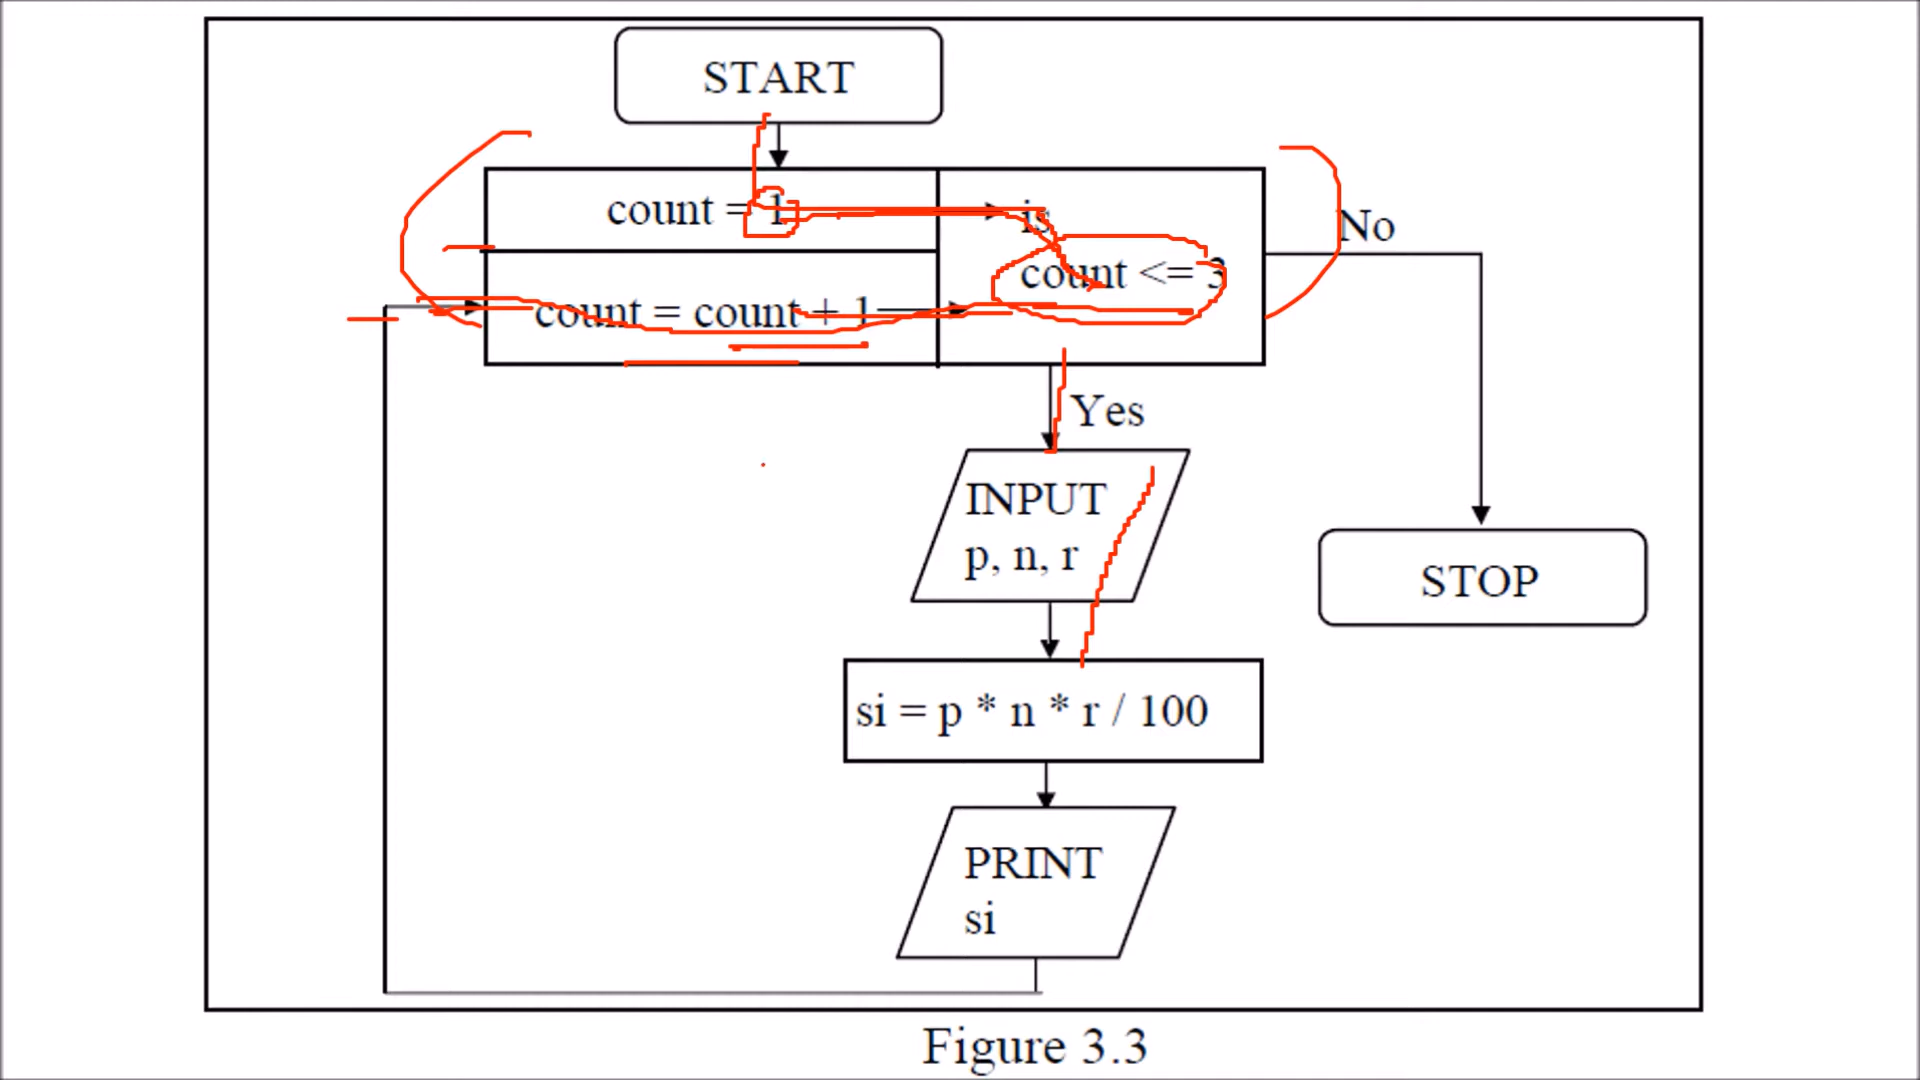 START
count = 1
is
count <= 3
No
count = count + 1
Yes
INPUT
p, n, r
STOP
si = p * n * r / 100
PRINT
si
Figure 3.3